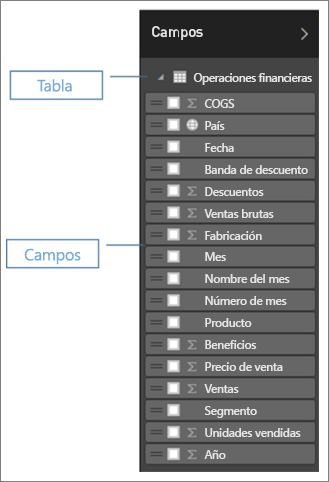 Campos
Tabla
Operaciones financieras
COGS
País
Fecha
Banda de descuento
Descuentos
Ventas brutas
Fabricación
Campos
Mes
Nombre del mes
Número de mes
Producto
Beneficios
Precio de venta
Ventas
Segmento
Unidades vendidas
Año